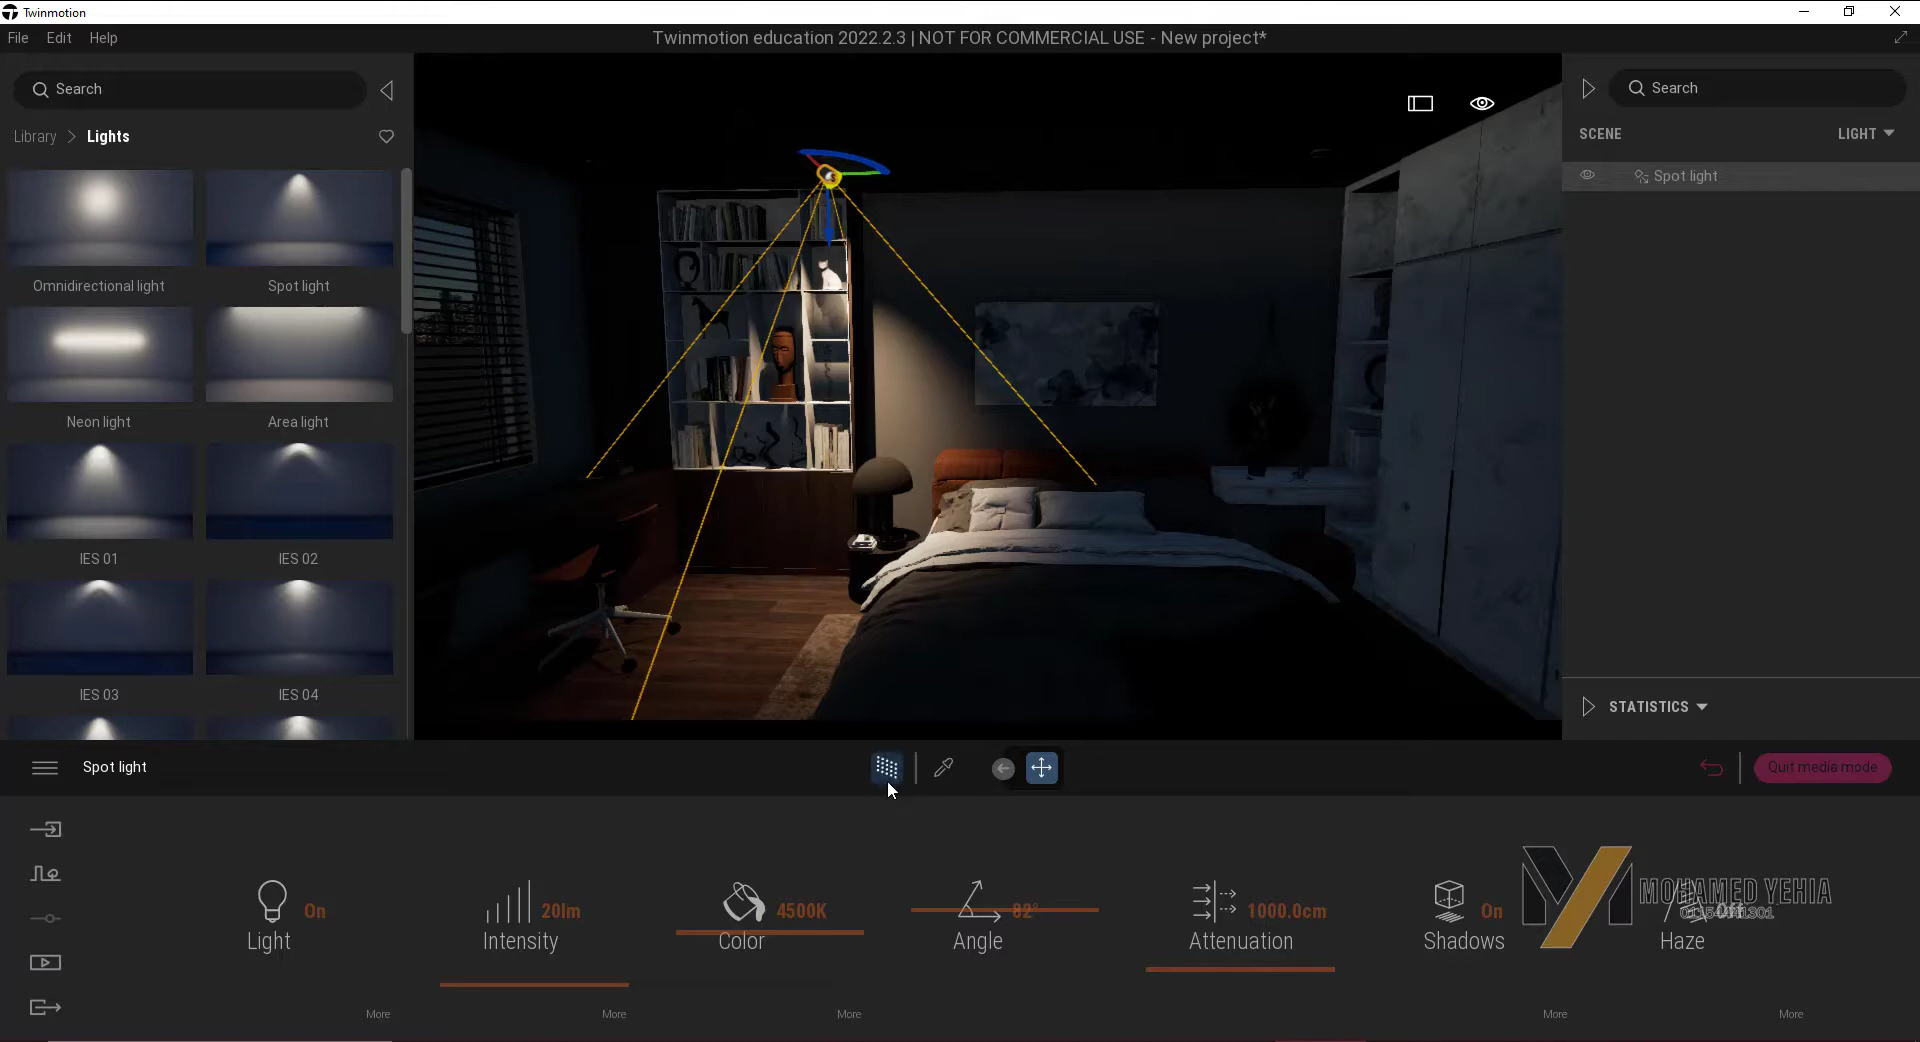 Twinmotion
File Edit Help
Twinmotion education 2022.2.3 | NOT FOR COMMERCIAL USE - New project*
Search
Library Lights
Omnidirectional light
Spot light
Neon light
Area light
IES 01
IES 02
IES 03
IES 04
Search
SCENE
LIGHT
Spot light
STATISTICS
Spot light
Quit media mode
On
Light
More
20lm
Intensity
More
4500K
Color
More
82°
Angle
1000.0cm
Attenuation
On
Shadows
More
MOHAMED YEHIA
Off
Haze
More